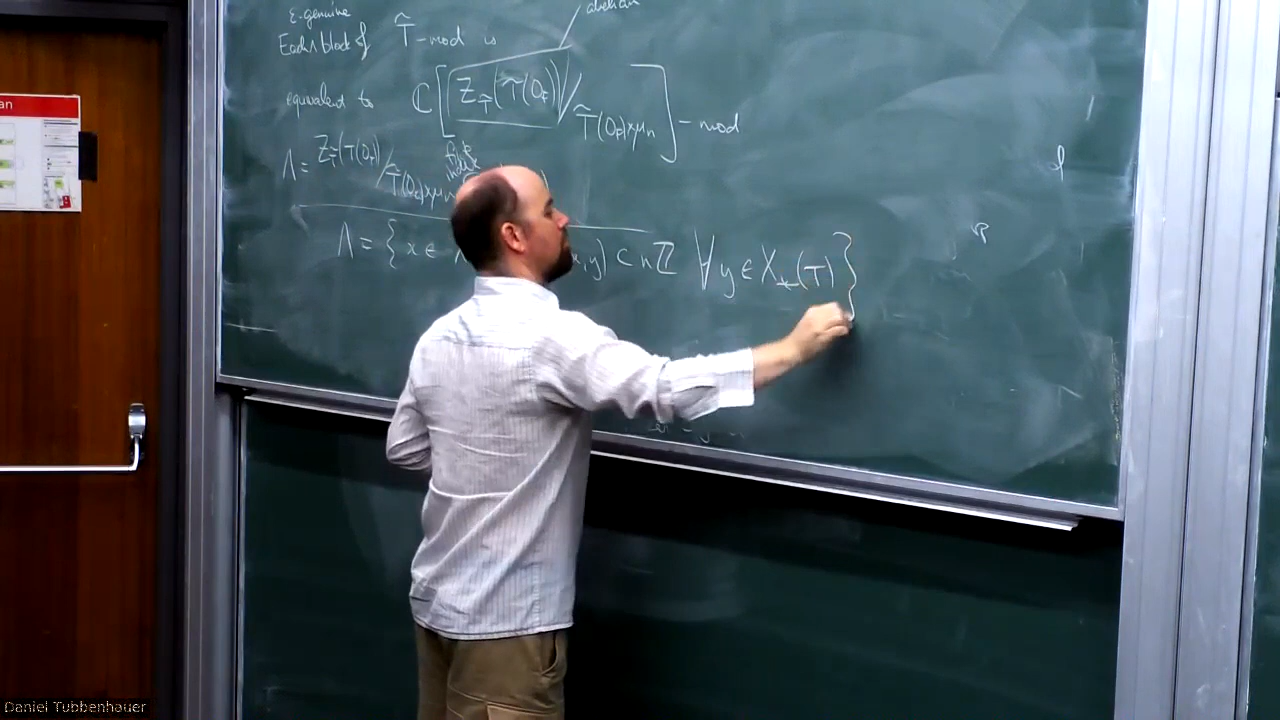 ε-genuine
abelian
Each block of T̃-mod is
equivalent to ℂ[Z_T̃(T̃(O_F))/T̃(O_F)×μ_n]-mod
finite index
Λ = Z_T̃(T(O_F))/T̃(O_F)×μ_n
Λ = {x ∈ x,y) ⊂ nℤ ∀y ∈ X_*(T)}
an
Daniel Tubbenhauer